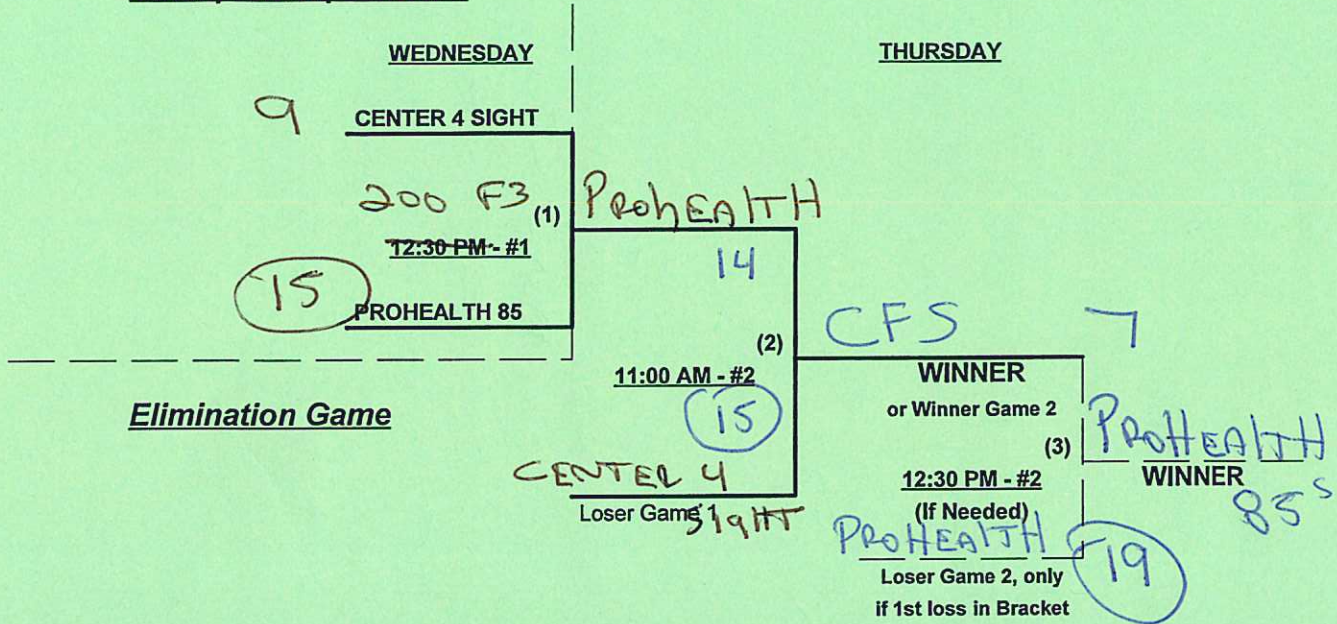 WEDNESDAY
THURSDAY
9
CENTER 4 SIGHT
200 F3
(1)
PROHEALTH
12:30 PM - #1
14
15
PROHEALTH 85
CFS 7
(2)
11:00 AM - #2
WINNER
Elimination Game
15
or Winner Game 2
(3)
PROHEALTH
CENTER 4
SIGHT
12:30 PM - #2
WINNER
Loser Game 1
(If Needed)
85s
PROHEALTH
19
Loser Game 2, only
if 1st loss in Bracket